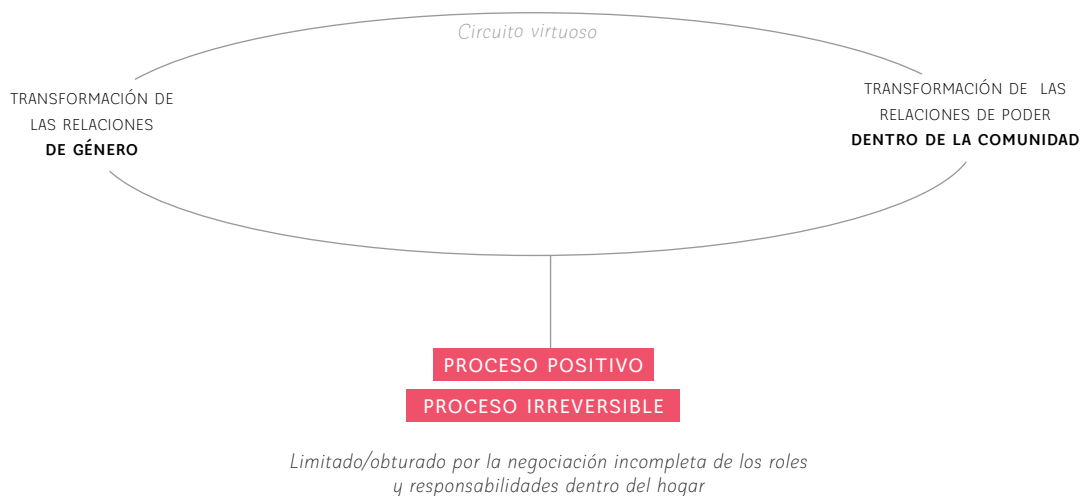 Circuito virtuoso
TRANSFORMACIÓN DE
LAS RELACIONES
DE GÉNERO
TRANSFORMACIÓN DE LAS
RELACIONES DE PODER
DENTRO DE LA COMUNIDAD
PROCESO POSITIVO
PROCESO IRREVERSIBLE
Limitado/obturado por la negociación incompleta de los roles
y responsabilidades dentro del hogar